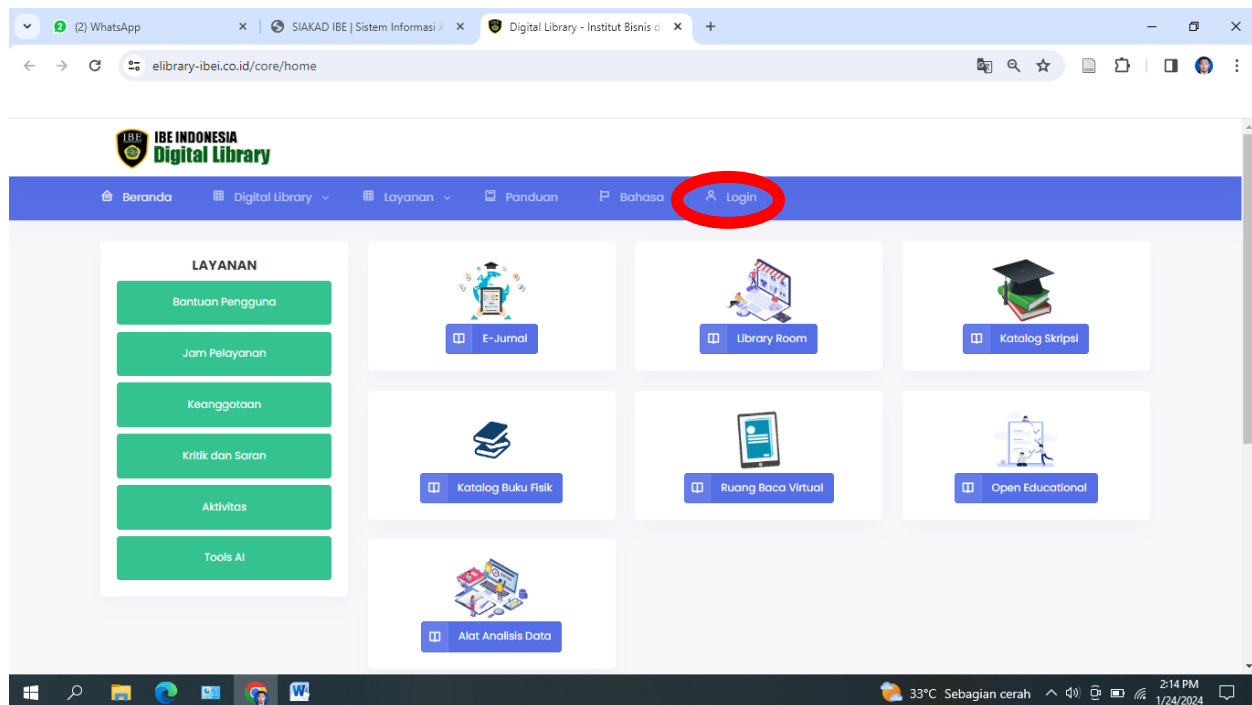 (2) WhatsApp
SIAKAD IBE | Sistem Informasi A
Digital Library - Institut Bisnis d
elibrary-ibei.co.id/core/home
IBE
IBE INDONESIA
Digital Library
Beranda
Digital Library
Layanan
Panduan
Bahasa
Login
LAYANAN
Bantuan Pengguna
Jam Pelayanan
Keanggotaan
Kritik dan Saran
Aktivitas
Tools AI
E-Jurnal
Library Room
Katalog Skripsi
Katalog Buku Fisik
Ruang Baca Virtual
Open Educational
Alat Analisis Data
33°C Sebagian cerah
2:14 PM
1/24/2024